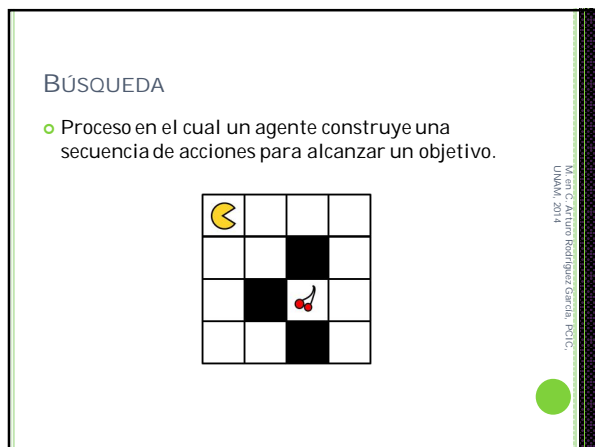 BÚSQUEDA
Proceso en el cual un agente construye una
secuencia de acciones para alcanzar un objetivo.
M. en C. Arturo Rodríguez García, PCIC,
UNAM, 2014